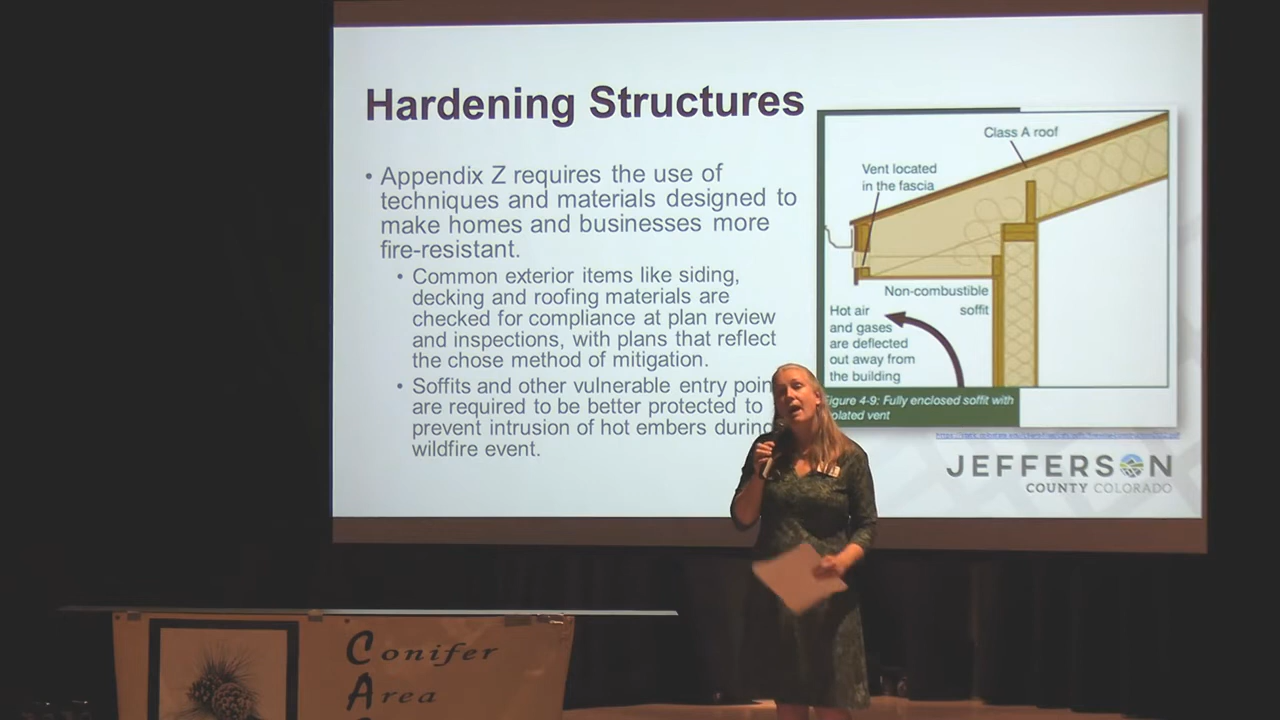 Hardening Structures
• Appendix Z requires the use of
techniques and materials designed to
make homes and businesses more
fire-resistant.
• Common exterior items like siding,
decking and roofing materials are
checked for compliance at plan review
and inspections, with plans that reflect
the chose method of mitigation.
• Soffits and other vulnerable entry poin
are required to be better protected to
prevent intrusion of hot embers during
wildfire event.
Class A roof
Vent located
in the fascia
Non-combustible
soffit
Hot air
and gases
are deflected
out away from
the building
Figure 4-9: Fully enclosed soffit with
olated vent
JEFFERSON
COUNTY COLORADO
Conifer
Area
C